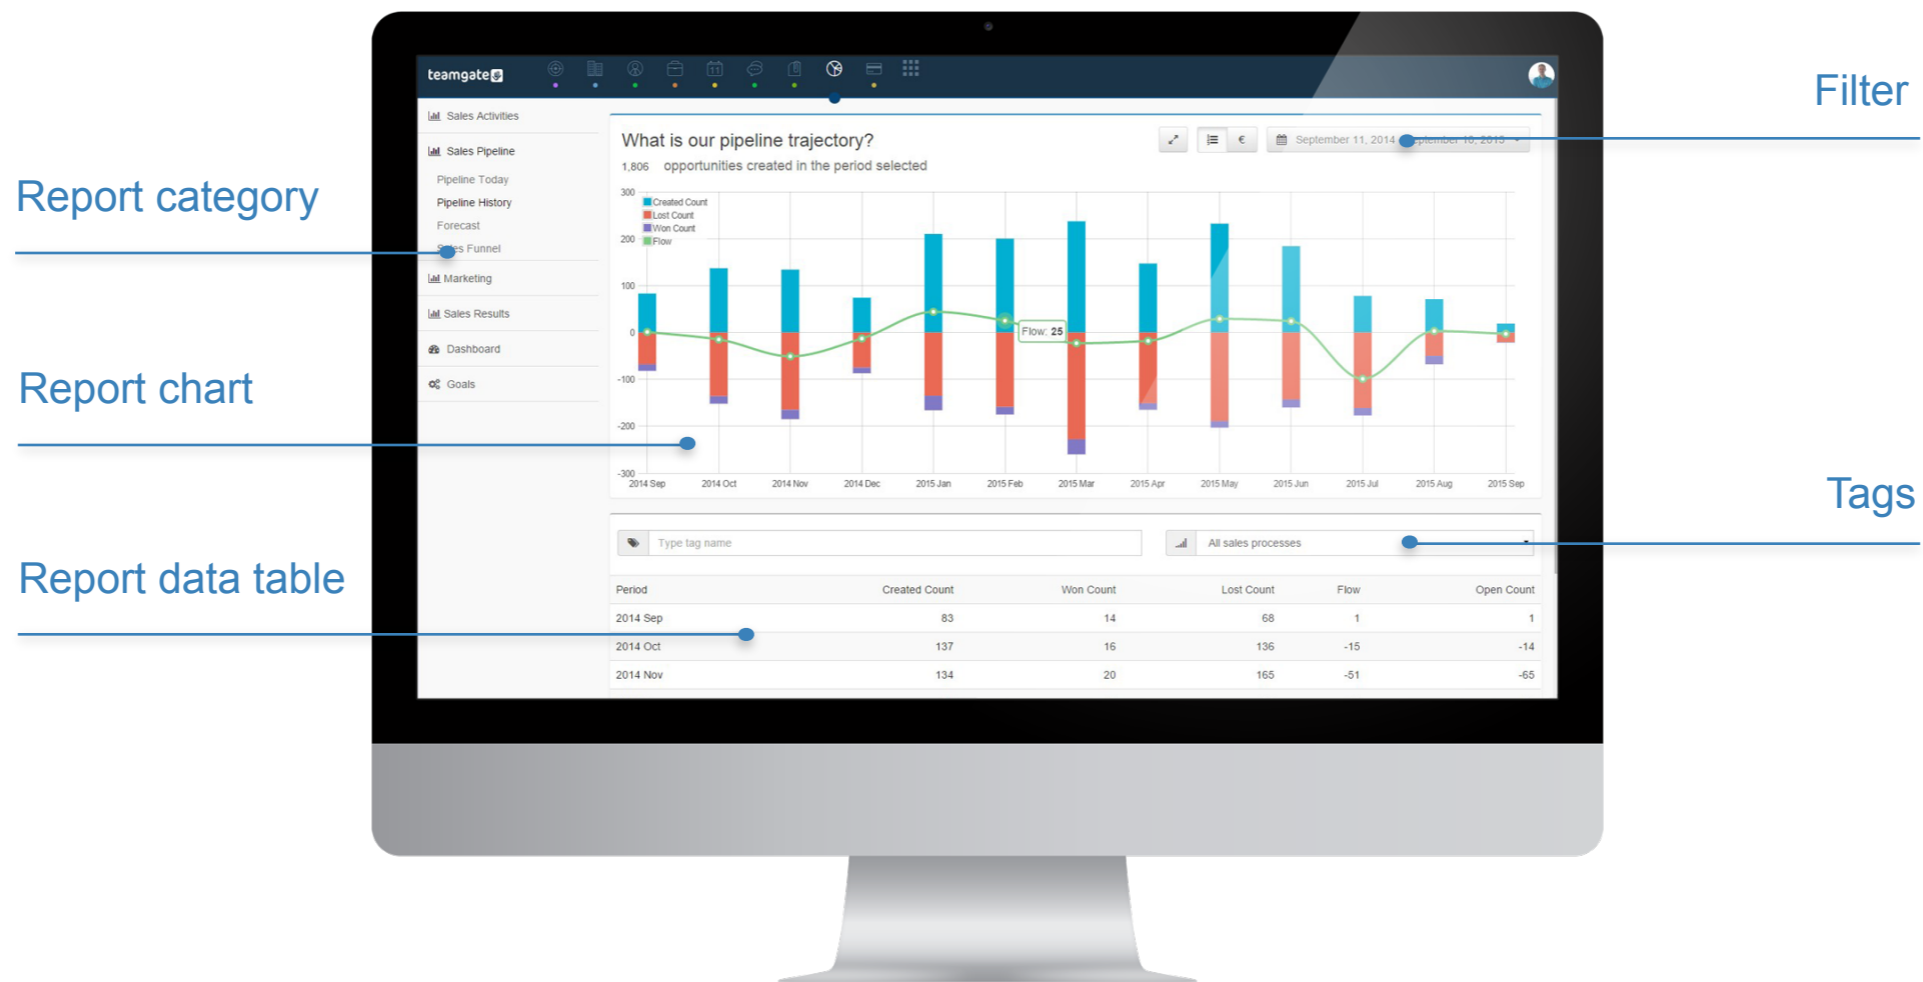 Filter
Report category
Report chart
Report data table
Tags
teamgate
11
Sales Activities
Sales Pipeline
Pipeline Today
Pipeline History
Forecast
Sales Funnel
Marketing
Sales Results
Dashboard
Goals
What is our pipeline trajectory?
€
September 11, 2014
1,806 opportunities created in the period selected
300
200
100
0
-100
-200
-300
Created Count
Lost Count
Won Count
Flow
Flow: 25
2014 Sep 2014 Oct 2014 Nov 2014 Dec 2015 Jan 2015 Feb 2015 Mar 2015 Apr 2015 May 2015 Jun 2015 Jul 2015 Aug 2015 Sep
Type tag name
All sales processes
Period Created Count Won Count Lost Count Flow Open Count
2014 Sep 83 14 68 1 1
2014 Oct 137 16 136 -15 -14
2014 Nov 134 20 165 -51 -65